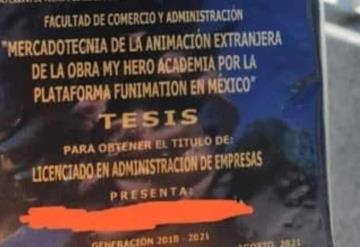 FACULTAD DE COMERCIO Y ADMINISTRACIÓN
"MERCADOTECNIA DE LA ANIMACIÓN EXTRANJERA
DE LA OBRA MY HERO ACADEMIA POR LA
PLATAFORMA FUNIMATION EN MÉXICO"
TESIS
PARA OBTENER EL TITULO DE:
LICENCIADO EN ADMINISTRACIÓN DE EMPRESAS
PRESENTA:
GENERACIÓN 2018 - 2021
AGOSTO, 2021